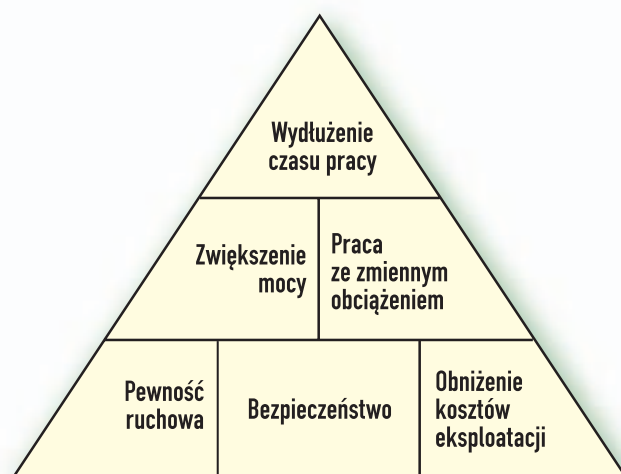 Wydłużenie
czasu pracy
Zwiększenie
mocy
Praca
ze zmiennym
obciążeniem
Pewność
ruchowa
Bezpieczeństwo
Obniżenie
kosztów
eksploatacji